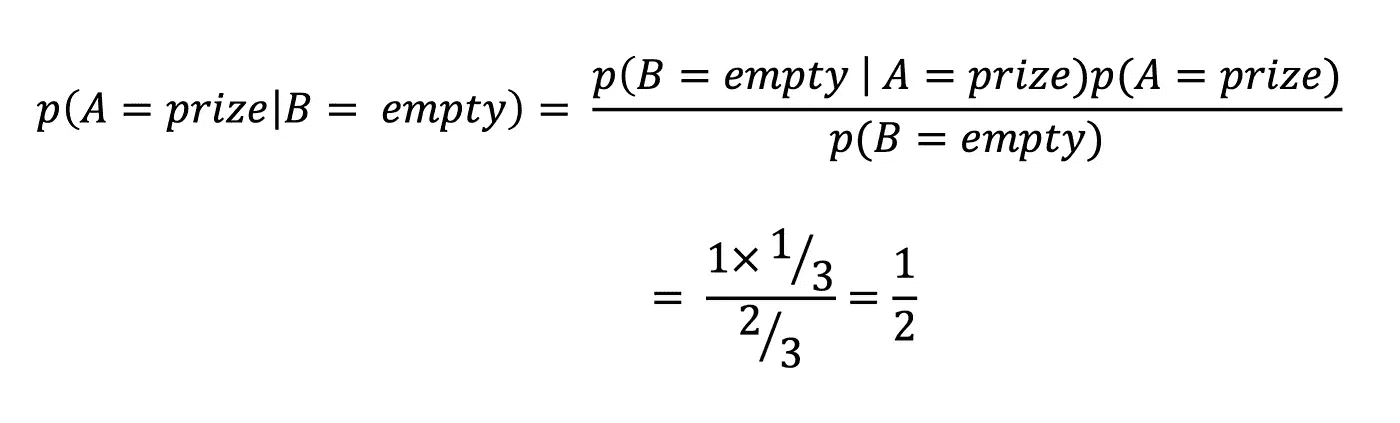 p(A = prize|B = empty) = p(B = empty | A = prize)p(A = prize) / p(B = empty)
= 1× 1/3 / 2/3 = 1/2